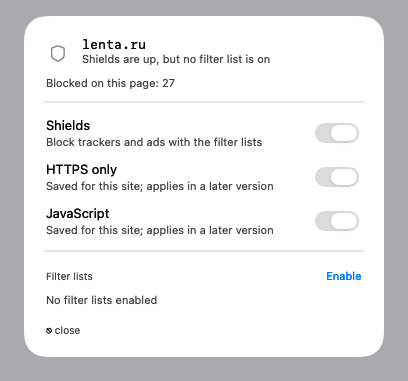 lenta.ru
Shields are up, but no filter list is on
Blocked on this page: 27
Shields
Block trackers and ads with the filter lists
HTTPS only
Saved for this site; applies in a later version
JavaScript
Saved for this site; applies in a later version
Filter lists
Enable
No filter lists enabled
close